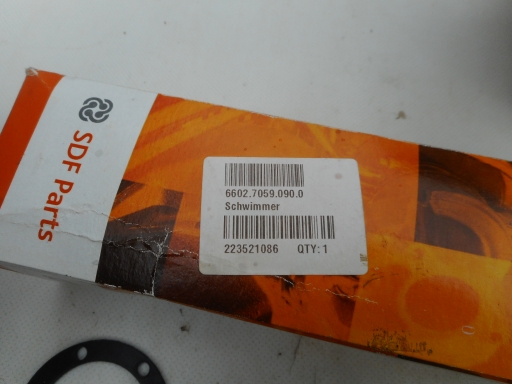 SDF Parts
6602.7059.090.0
Schwimmer
223521086 QTY: 1